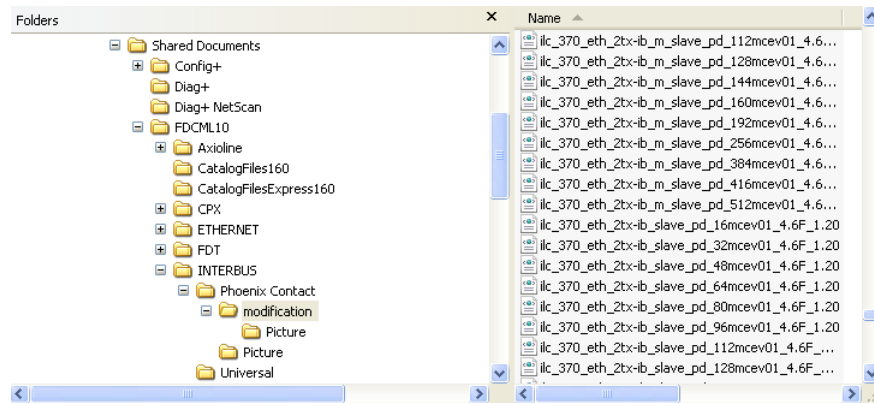 Folders
Shared Documents
Config+
Diag+
Diag+ NetScan
FDCML10
Axioline
CatalogFiles160
CatalogFilesExpress160
CPX
ETHERNET
FDT
INTERBUS
Phoenix Contact
modification
Picture
Picture
Universal
Name
ilc_370_eth_2tx-ib_m_slave_pd_112mcev01_4.6...
ilc_370_eth_2tx-ib_m_slave_pd_128mcev01_4.6...
ilc_370_eth_2tx-ib_m_slave_pd_144mcev01_4.6...
ilc_370_eth_2tx-ib_m_slave_pd_160mcev01_4.6...
ilc_370_eth_2tx-ib_m_slave_pd_192mcev01_4.6...
ilc_370_eth_2tx-ib_m_slave_pd_256mcev01_4.6...
ilc_370_eth_2tx-ib_m_slave_pd_384mcev01_4.6...
ilc_370_eth_2tx-ib_m_slave_pd_416mcev01_4.6...
ilc_370_eth_2tx-ib_m_slave_pd_512mcev01_4.6...
ilc_370_eth_2tx-ib_slave_pd_16mcev01_4.6F_1.20
ilc_370_eth_2tx-ib_slave_pd_32mcev01_4.6F_1.20
ilc_370_eth_2tx-ib_slave_pd_48mcev01_4.6F_1.20
ilc_370_eth_2tx-ib_slave_pd_64mcev01_4.6F_1.20
ilc_370_eth_2tx-ib_slave_pd_80mcev01_4.6F_1.20
ilc_370_eth_2tx-ib_slave_pd_96mcev01_4.6F_1.20
ilc_370_eth_2tx-ib_slave_pd_112mcev01_4.6F_...
ilc_370_eth_2tx-ib_slave_pd_128mcev01_4.6F_...